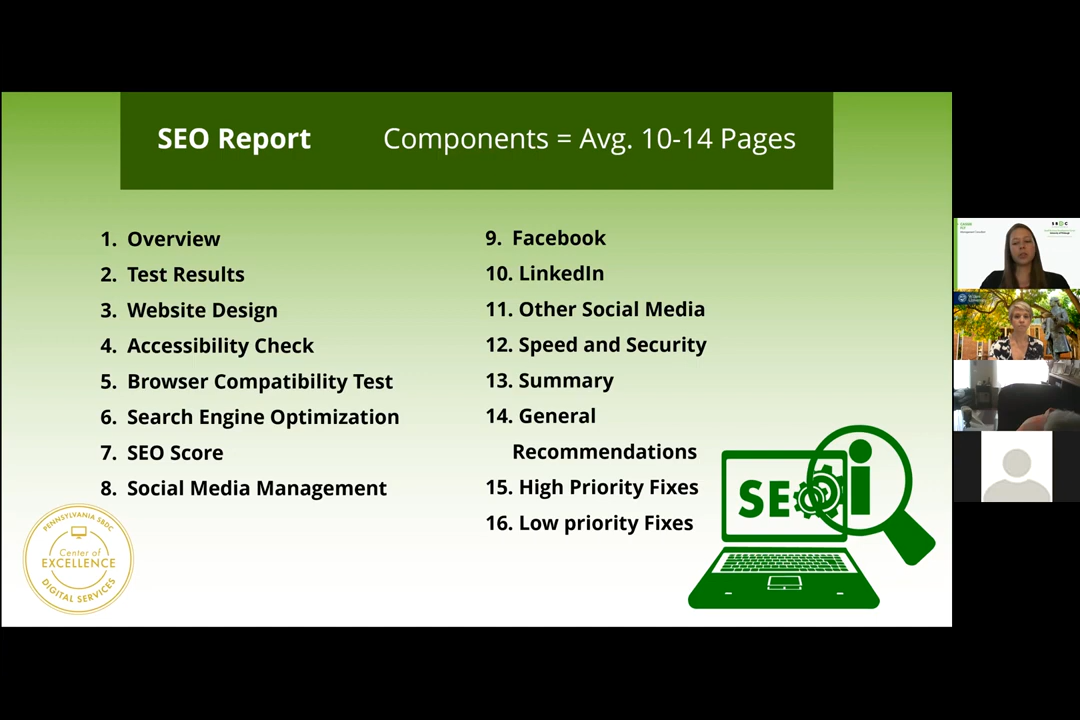 SEO Report
Components = Avg. 10-14 Pages
1. Overview
2. Test Results
3. Website Design
4. Accessibility Check
5. Browser Compatibility Test
6. Search Engine Optimization
7. SEO Score
8. Social Media Management
9. Facebook
10. LinkedIn
11. Other Social Media
12. Speed and Security
13. Summary
14. General
Recommendations
15. High Priority Fixes
16. Low priority Fixes
SE
i
PENNSYLVANIA SBDC
Center of
EXCELLENCE
DIGITAL SERVICES